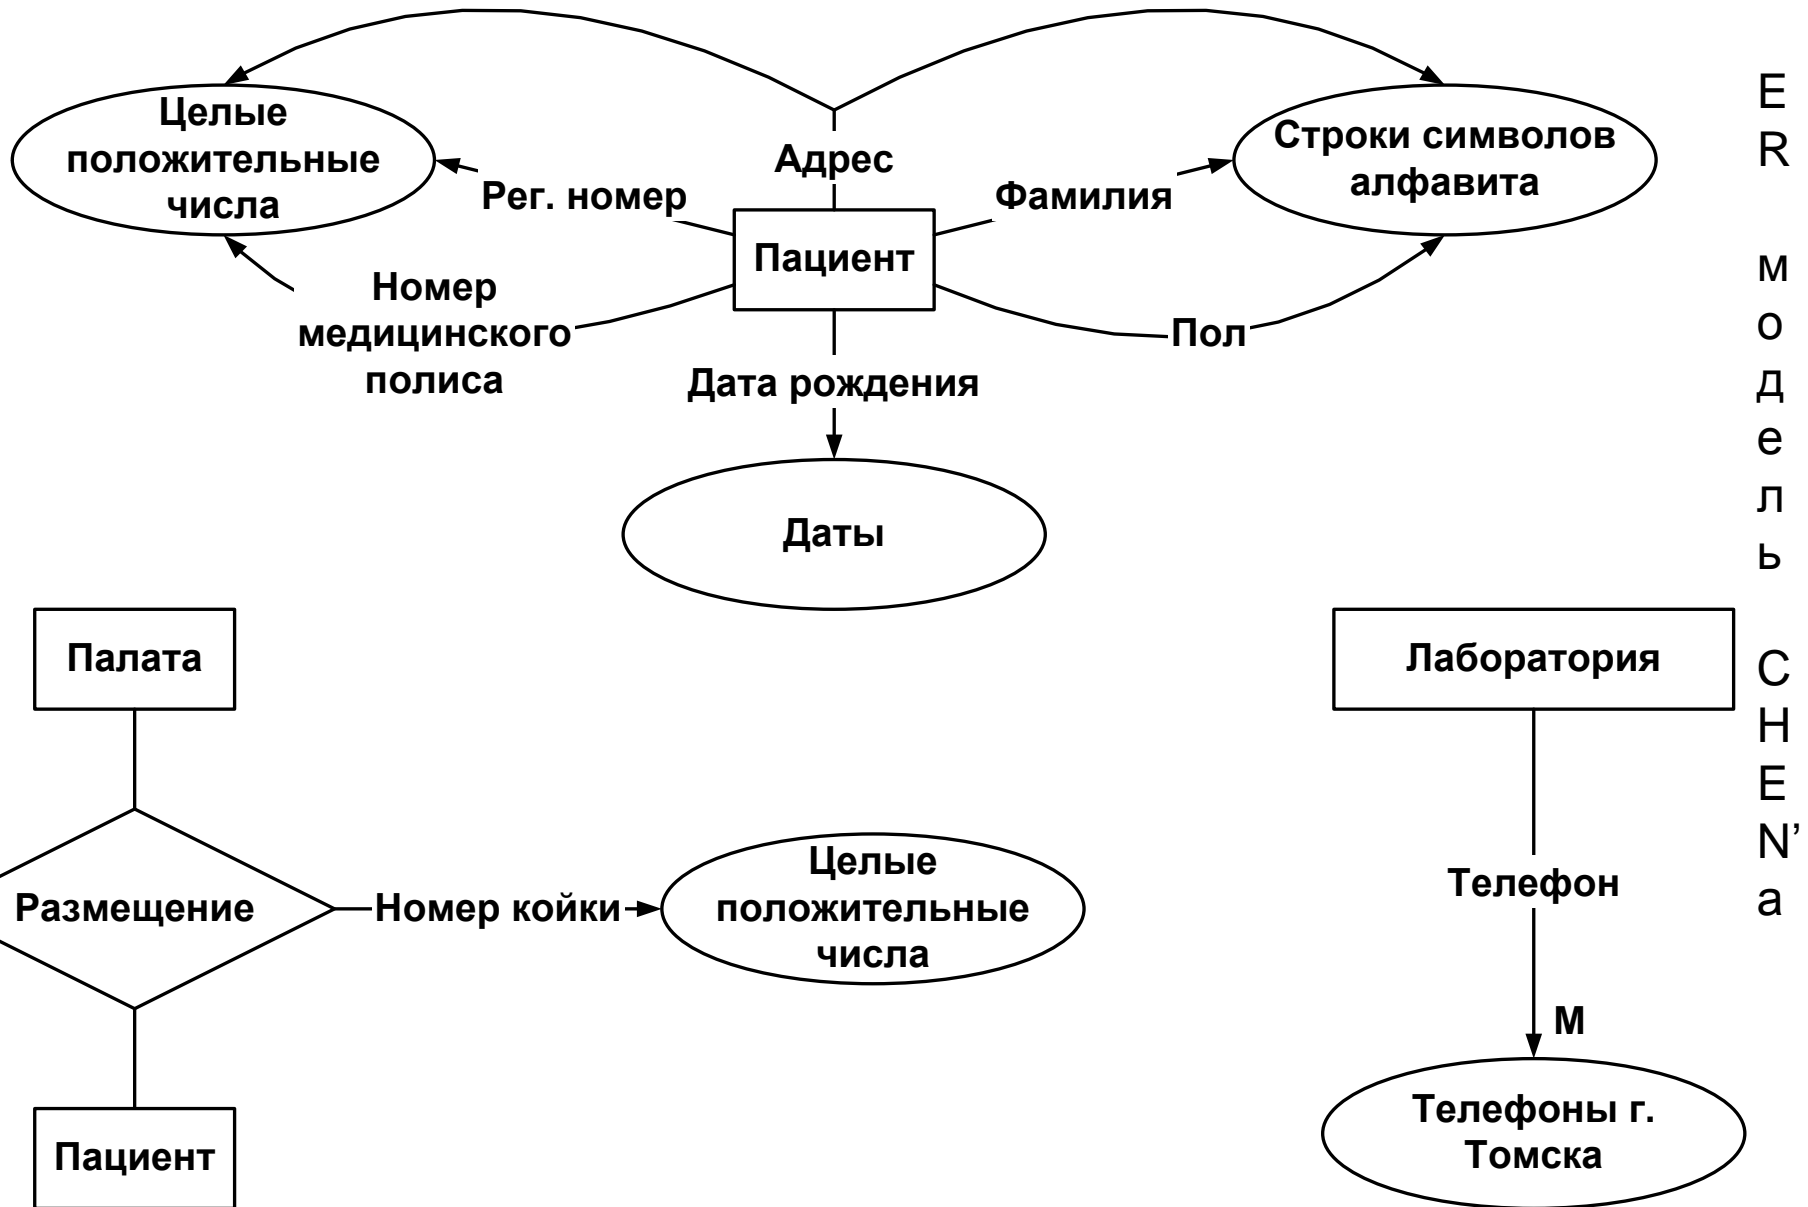 Целые
положительные
числа
Адрес
Строки символов
алфавита
Рег. номер
Фамилия
Пациент
Номер
медицинского
полиса
Пол
Дата рождения
Даты
Палата
Размещение
Номер койки
Целые
положительные
числа
Пациент
Лаборатория
Телефон
М
Телефоны г.
Томска
E
R
м
о
д
е
л
ь
C
H
E
N’
а